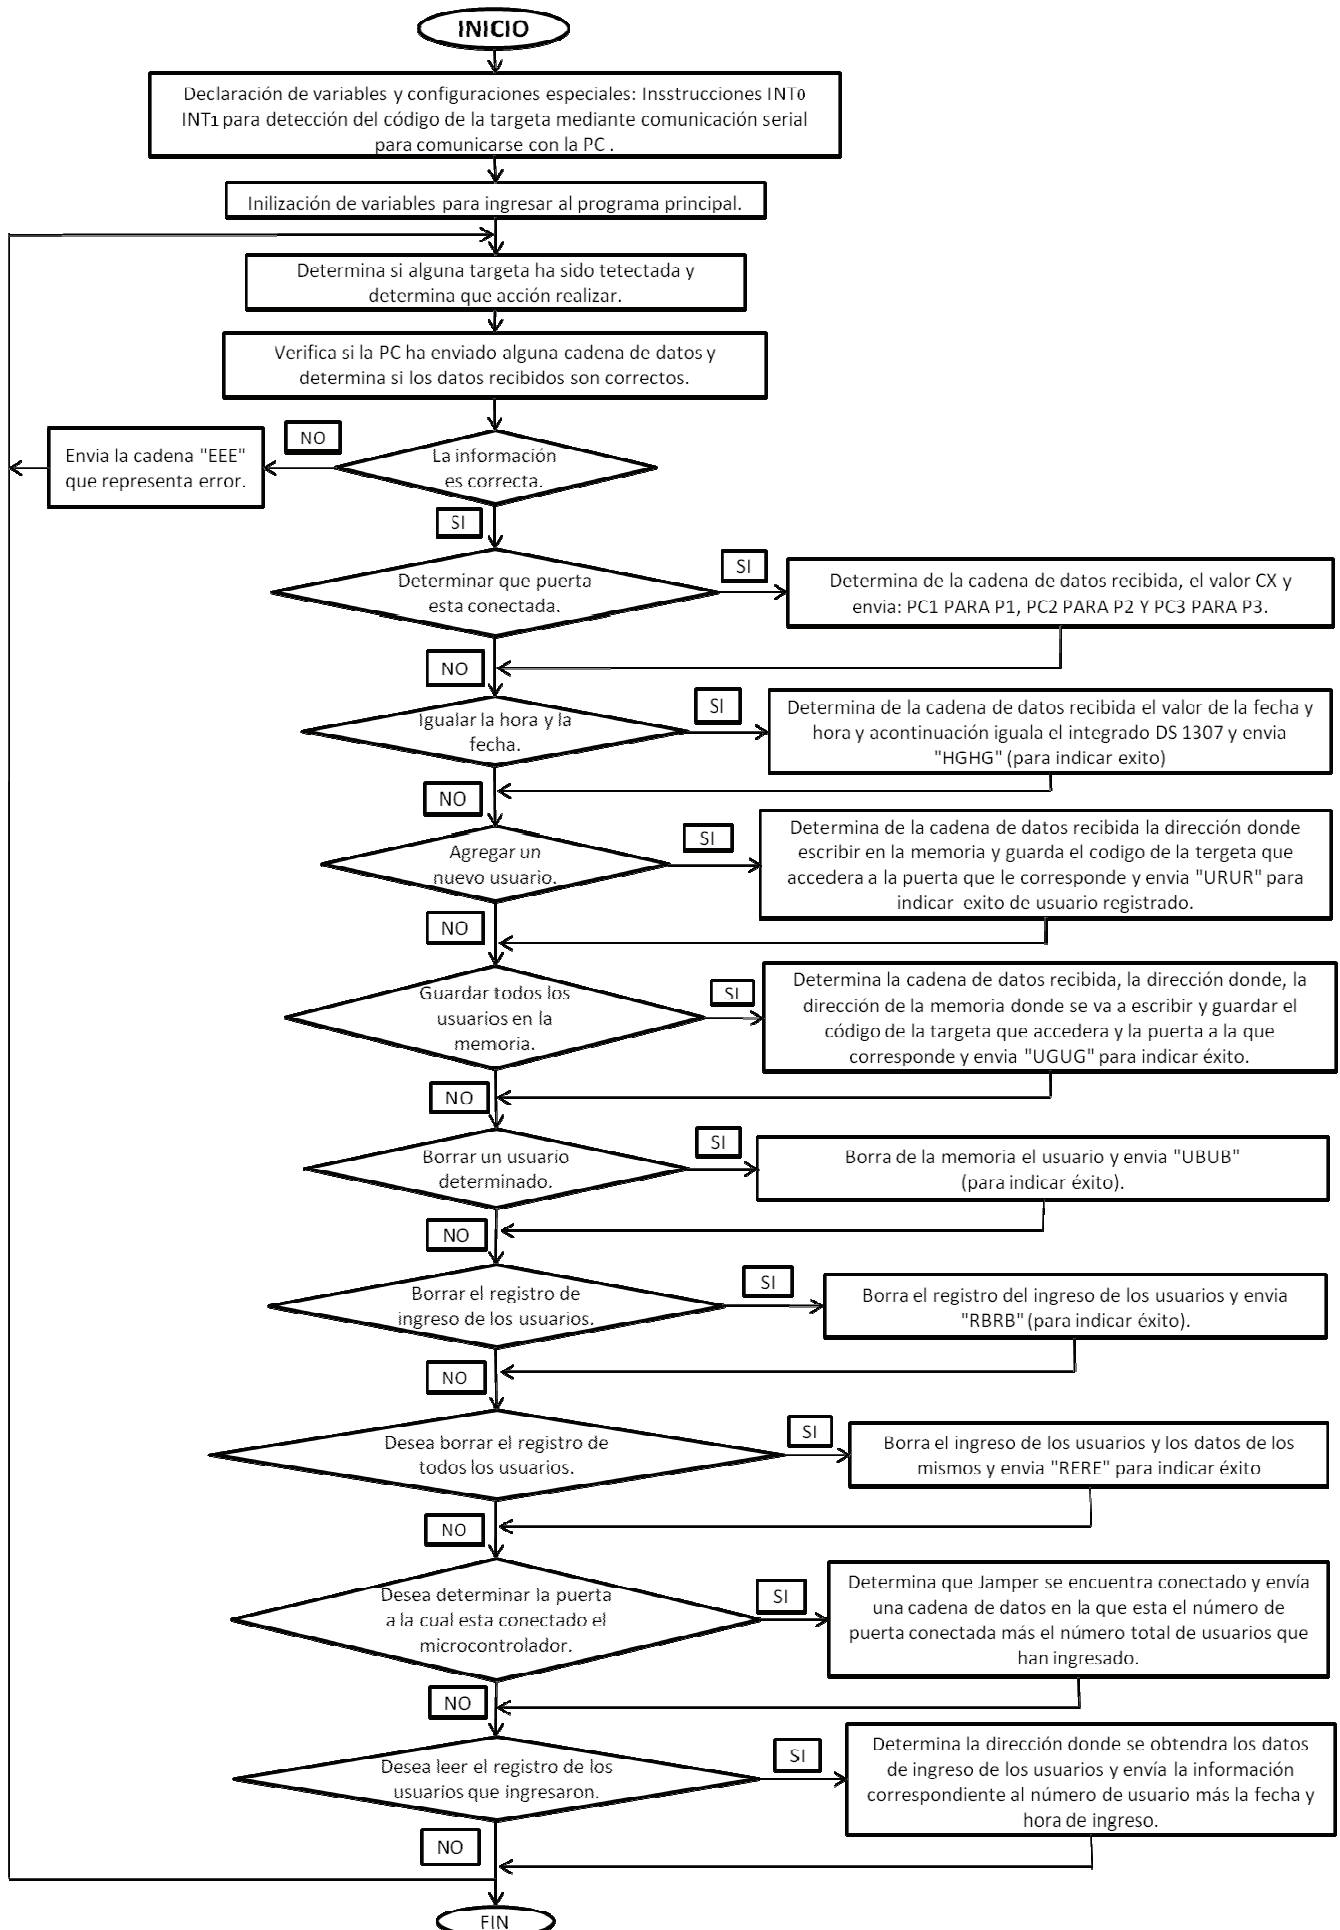 INICIO
Declaración de variables y configuraciones especiales: Insstrucciones INT0
INT1 para detección del código de la targeta mediante comunicación serial
para comunicarse con la PC .
Inilización de variables para ingresar al programa principal.
Determina si alguna targeta ha sido tetectada y
determina que acción realizar.
Verifica si la PC ha enviado alguna cadena de datos y
determina si los datos recibidos son correctos.
NO
Envia la cadena "EEE"
que representa error.
La información
es correcta.
SI
Determinar que puerta
esta conectada.
SI
Determina de la cadena de datos recibida, el valor CX y
envia: PC1 PARA P1, PC2 PARA P2 Y PC3 PARA P3.
NO
Igualar la hora y la
fecha.
SI
Determina de la cadena de datos recibida el valor de la fecha y
hora y acontinuación iguala el integrado DS 1307 y envia
"HGHG" (para indicar exito)
NO
Agregar un
nuevo usuario.
SI
Determina de la cadena de datos recibida la dirección donde
escribir en la memoria y guarda el codigo de la tergeta que
accedera a la puerta que le corresponde y envia "URUR" para
indicar exito de usuario registrado.
NO
Guardar todos los
usuarios en la
memoria.
SI
Determina la cadena de datos recibida, la dirección donde, la
dirección de la memoria donde se va a escribir y guardar el
código de la targeta que accedera y la puerta a la que
corresponde y envia "UGUG" para indicar éxito.
NO
Borrar un usuario
determinado.
SI
Borra de la memoria el usuario y envia "UBUB"
(para indicar éxito).
NO
Borrar el registro de
ingreso de los usuarios.
SI
Borra el registro del ingreso de los usuarios y envia
"RBRB" (para indicar éxito).
NO
Desea borrar el registro de
todos los usuarios.
SI
Borra el ingreso de los usuarios y los datos de los
mismos y envia "RERE" para indicar éxito
NO
Desea determinar la puerta
a la cual esta conectado el
microcontrolador.
SI
Determina que Jamper se encuentra conectado y envía
una cadena de datos en la que esta el número de
puerta conectada más el número total de usuarios que
han ingresado.
NO
Desea leer el registro de los
usuarios que ingresaron.
SI
Determina la dirección donde se obtendra los datos
de ingreso de los usuarios y envía la información
correspondiente al número de usuario más la fecha y
hora de ingreso.
NO
FIN